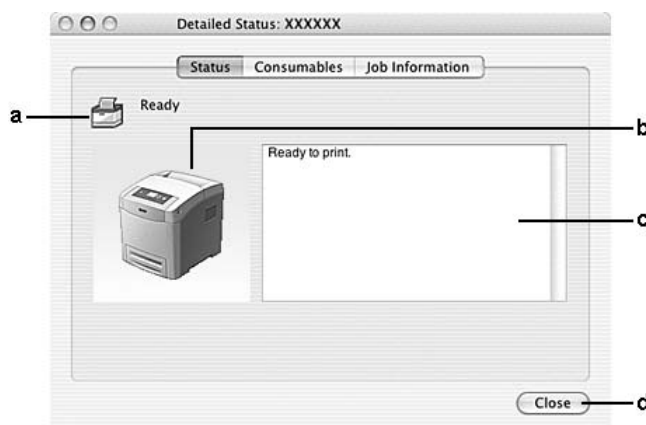 Detailed Status: XXXXXX
Status Consumables Job Information
a
Ready
b
Ready to print.
c
Close
d